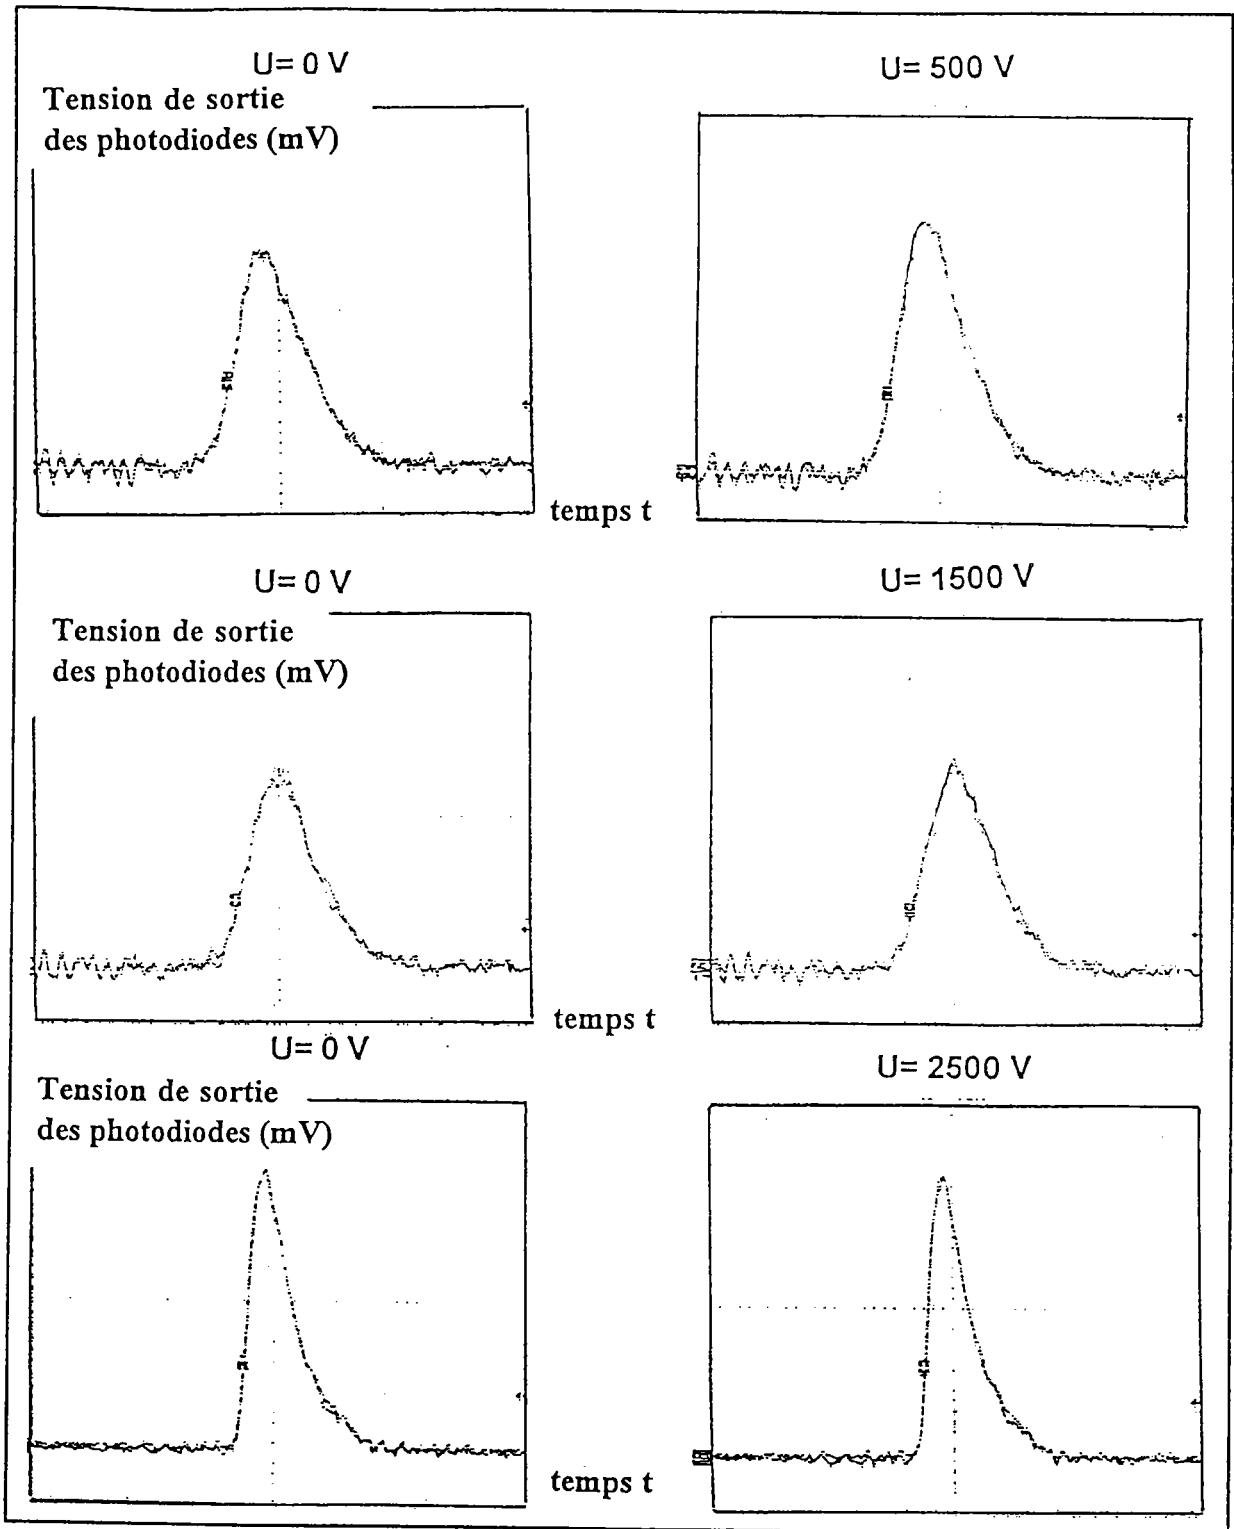 U= 0 V
Tension de sortie
des photodiodes (mV)
U= 500 V
temps t
U= 0 V
Tension de sortie
des photodiodes (mV)
U= 1500 V
temps t
U= 0 V
Tension de sortie
des photodiodes (mV)
U= 2500 V
temps t